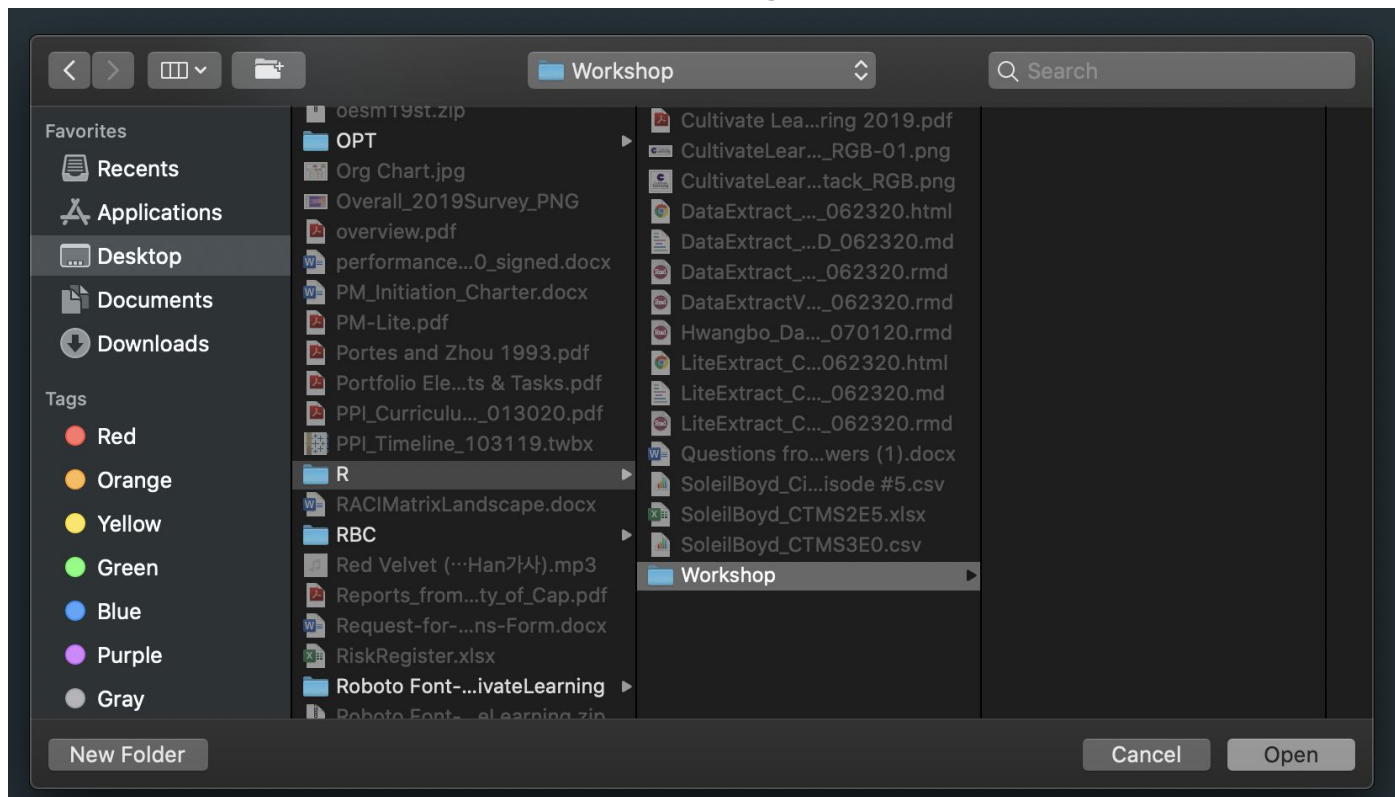 Workshop
Search
Favorites
Recents
Applications
Desktop
Documents
Downloads
Tags
Red
Orange
Yellow
Green
Blue
Purple
Gray
oesm19st.zip
OPT
Org Chart.jpg
Overall_2019Survey_PNG
overview.pdf
performance...0_signed.docx
PM_Initiation_Charter.docx
PM-Lite.pdf
Portes and Zhou 1993.pdf
Portfolio Ele...ts & Tasks.pdf
PPI_Curriculu..._013020.pdf
PPI_Timeline_103119.twbx
R
RACIMatrixLandscape.docx
RBC
Red Velvet (⋯Han가사).mp3
Reports_from...ty_of_Cap.pdf
Request-for-...ns-Form.docx
RiskRegister.xlsx
Roboto Font-...ivateLearning
Roboto Font-...eLearning.zip
Cultivate Lea...ring 2019.pdf
CultivateLear..._RGB-01.png
CultivateLear...tack_RGB.png
DataExtract_..._062320.html
DataExtract_...D_062320.md
DataExtract_..._062320.rmd
DataExtractV..._062320.rmd
Hwangbo_Da..._070120.rmd
LiteExtract_C...062320.html
LiteExtract_C..._062320.md
LiteExtract_C..._062320.rmd
Questions fro...wers (1).docx
SoleilBoyd_Ci...isode #5.csv
SoleilBoyd_CTMS2E5.xlsx
SoleilBoyd_CTMS3E0.csv
Workshop
New Folder
Cancel
Open